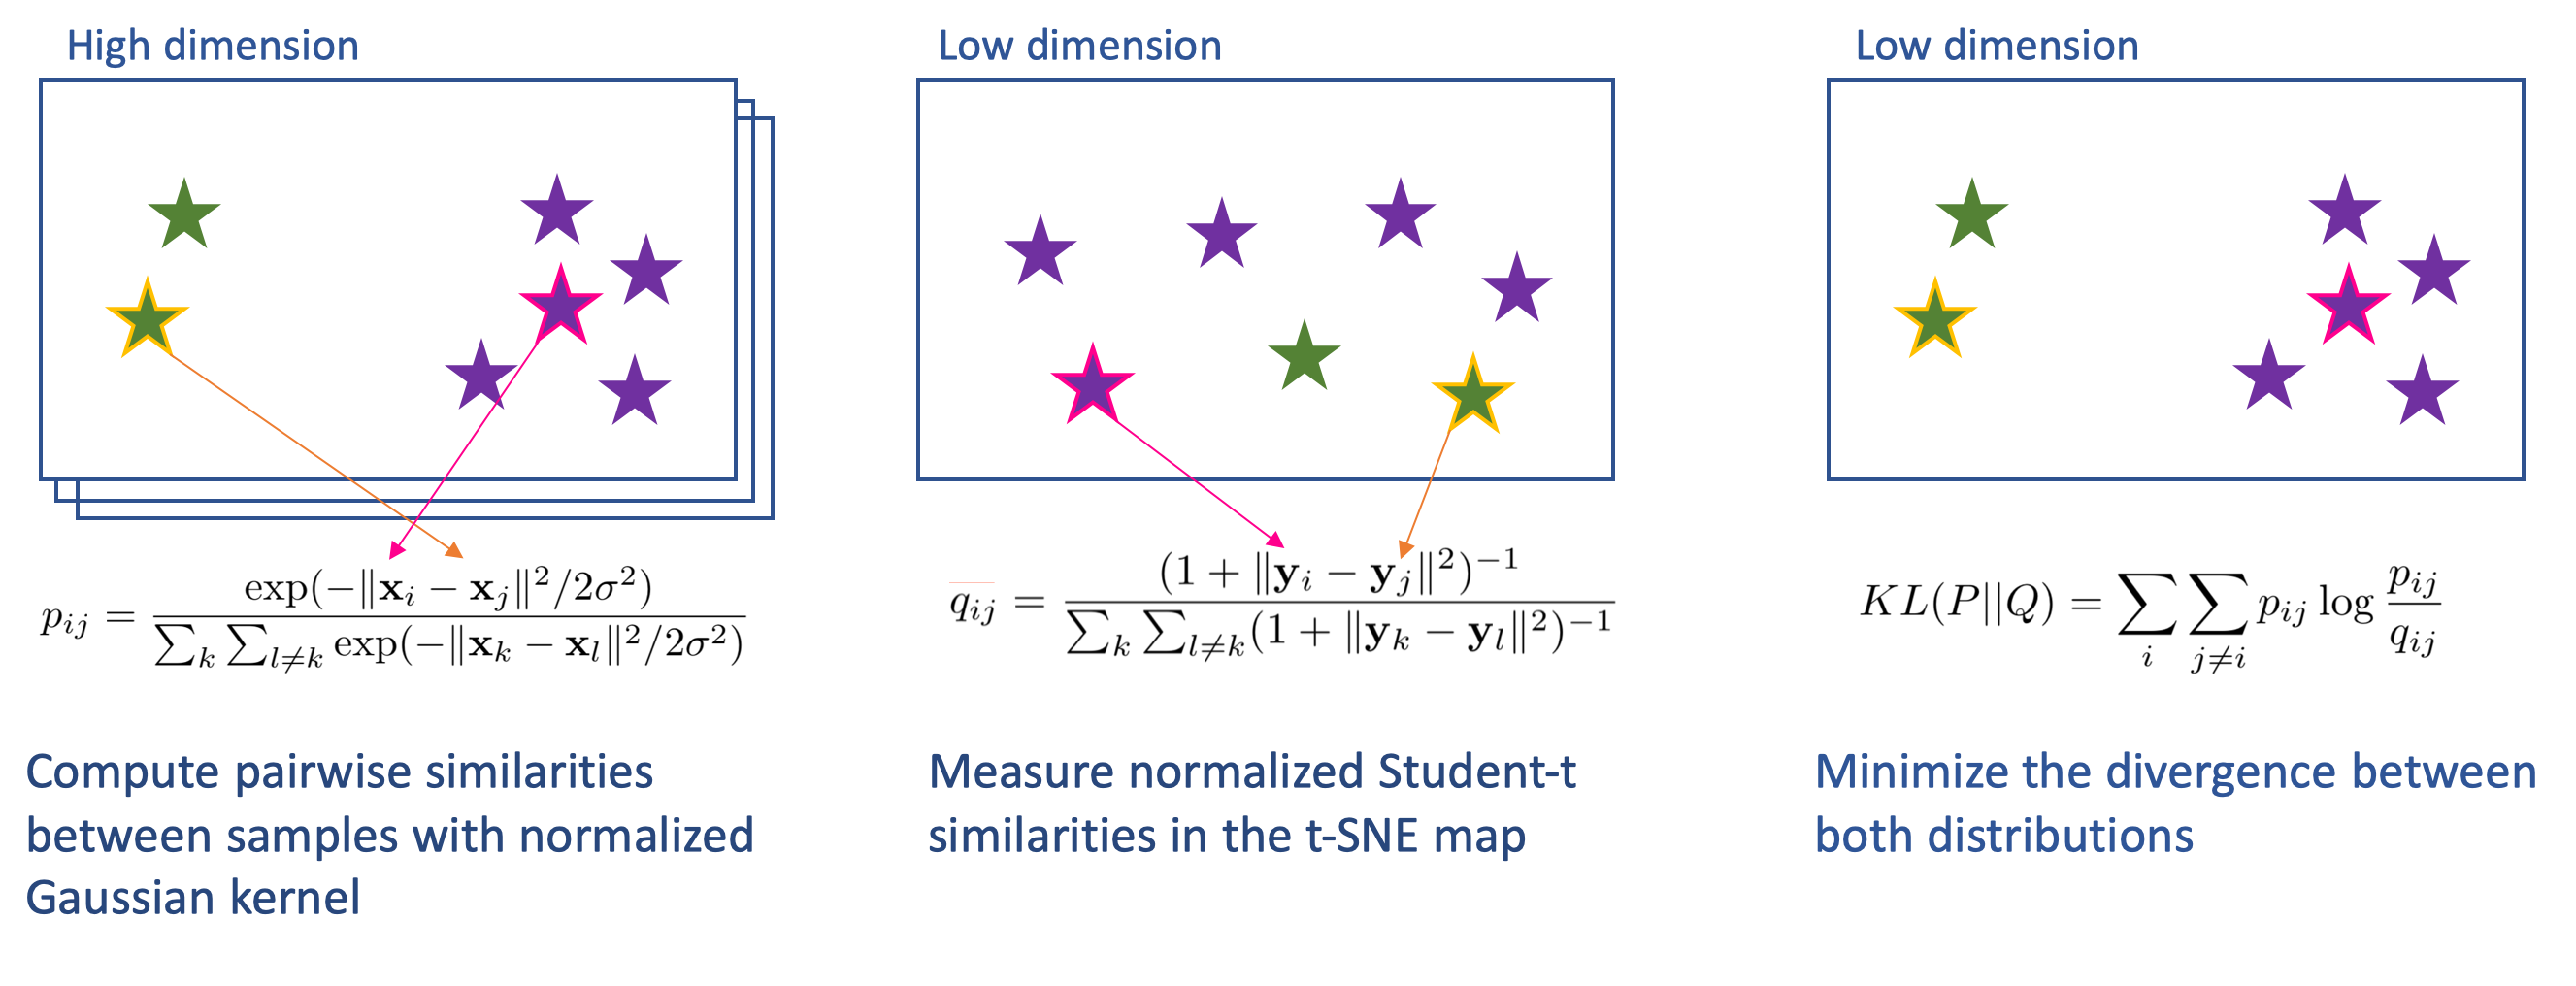 High dimension
p_{ij} = \frac{\exp(-\|\mathbf{x}_i - \mathbf{x}_j\|^2/2\sigma^2)}{\sum_k \sum_{l \neq k} \exp(-\|\mathbf{x}_k - \mathbf{x}_l\|^2/2\sigma^2)}
Compute pairwise similarities
between samples with normalized
Gaussian kernel
Low dimension
q_{ij} = \frac{(1 + \|\mathbf{y}_i - \mathbf{y}_j\|^2)^{-1}}{\sum_k \sum_{l \neq k} (1 + \|\mathbf{y}_k - \mathbf{y}_l\|^2)^{-1}}
Measure normalized Student-t
similarities in the t-SNE map
Low dimension
KL(P||Q) = \sum_i \sum_{j \neq i} p_{ij} \log \frac{p_{ij}}{q_{ij}}
Minimize the divergence between
both distributions